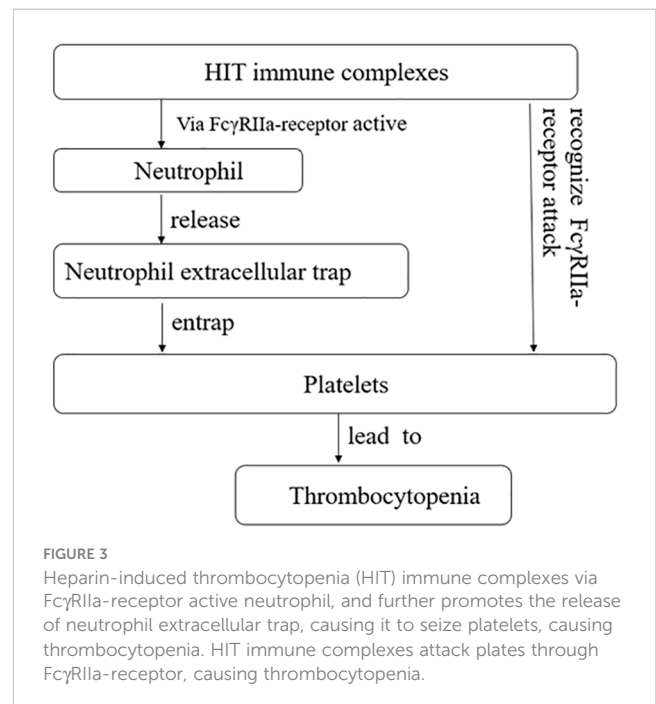 HIT immune complexes
Via FcγRIIa-receptor active
recognize FcγRIIa-
receptor attack
Neutrophil
release
Neutrophil extracellular trap
entrap
Platelets
lead to
Thrombocytopenia
FIGURE 3
Heparin-induced thrombocytopenia (HIT) immune complexes via
FcγRIIa-receptor active neutrophil, and further promotes the release
of neutrophil extracellular trap, causing it to seize platelets, causing
thrombocytopenia. HIT immune complexes attack plates through
FcγRIIa-receptor, causing thrombocytopenia.